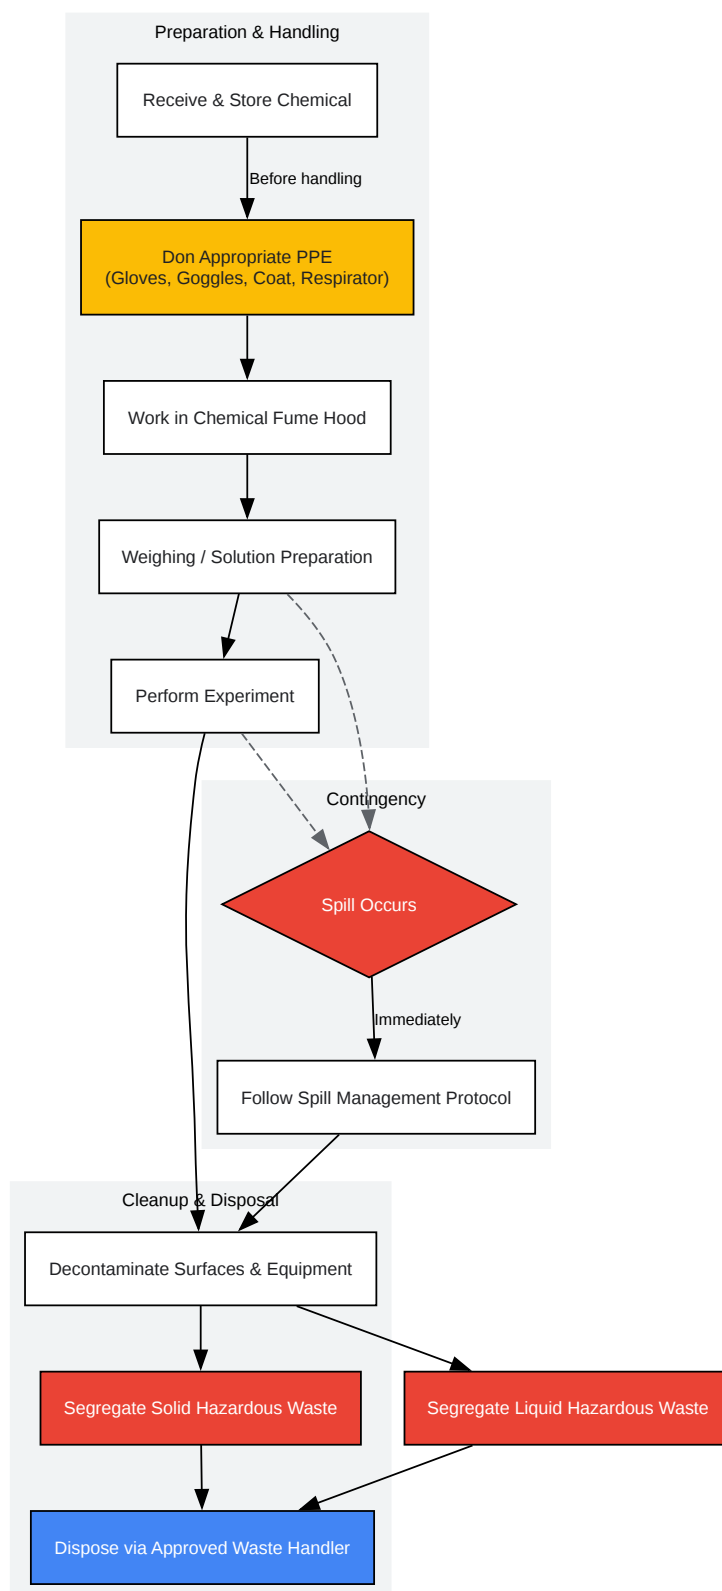 Preparation & Handling
Receive & Store Chemical
Before handling
Don Appropriate PPE
(Gloves, Goggles, Coat, Respirator)
Work in Chemical Fume Hood
Weighing / Solution Preparation
Perform Experiment
Contingency
Spill Occurs
Immediately
Follow Spill Management Protocol
Cleanup & Disposal
Decontaminate Surfaces & Equipment
Segregate Solid Hazardous Waste
Segregate Liquid Hazardous Waste
Dispose via Approved Waste Handler